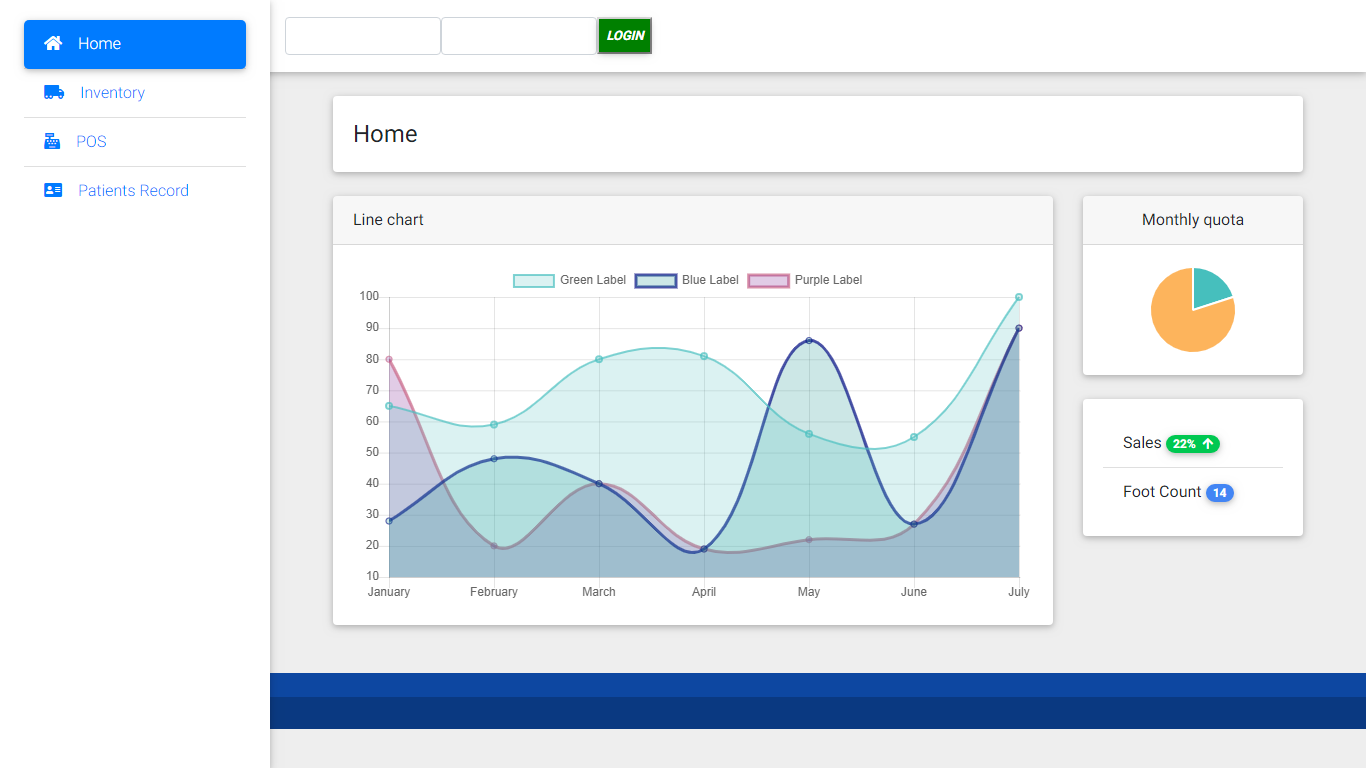 Home
Inventory
POS
Patients Record
LOGIN
Home
Line chart
Green Label Blue Label Purple Label
100
90
80
70
60
50
40
30
20
10
January February March April May June July
Monthly quota
Sales 22%
Foot Count 14